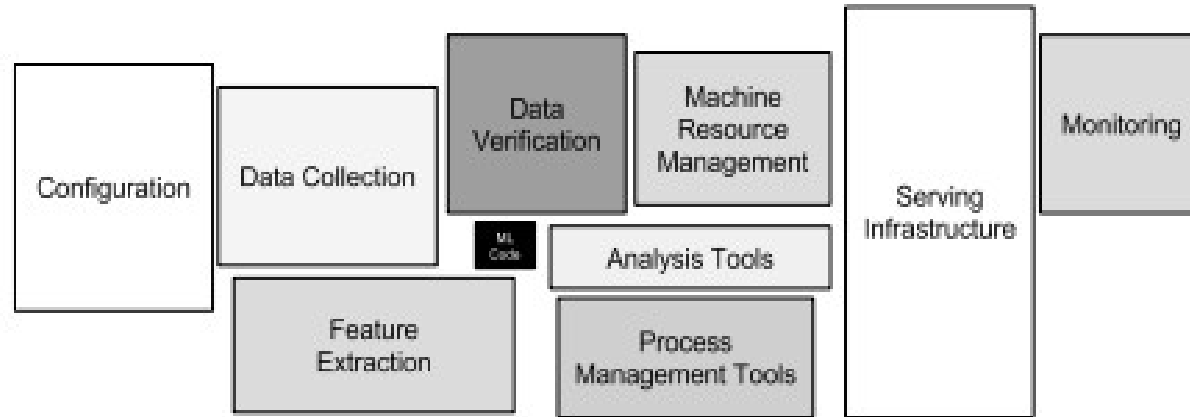 Configuration
Data Collection
Feature
Extraction
Data
Verification
ML
Code
Machine
Resource
Management
Analysis Tools
Process
Management Tools
Serving
Infrastructure
Monitoring